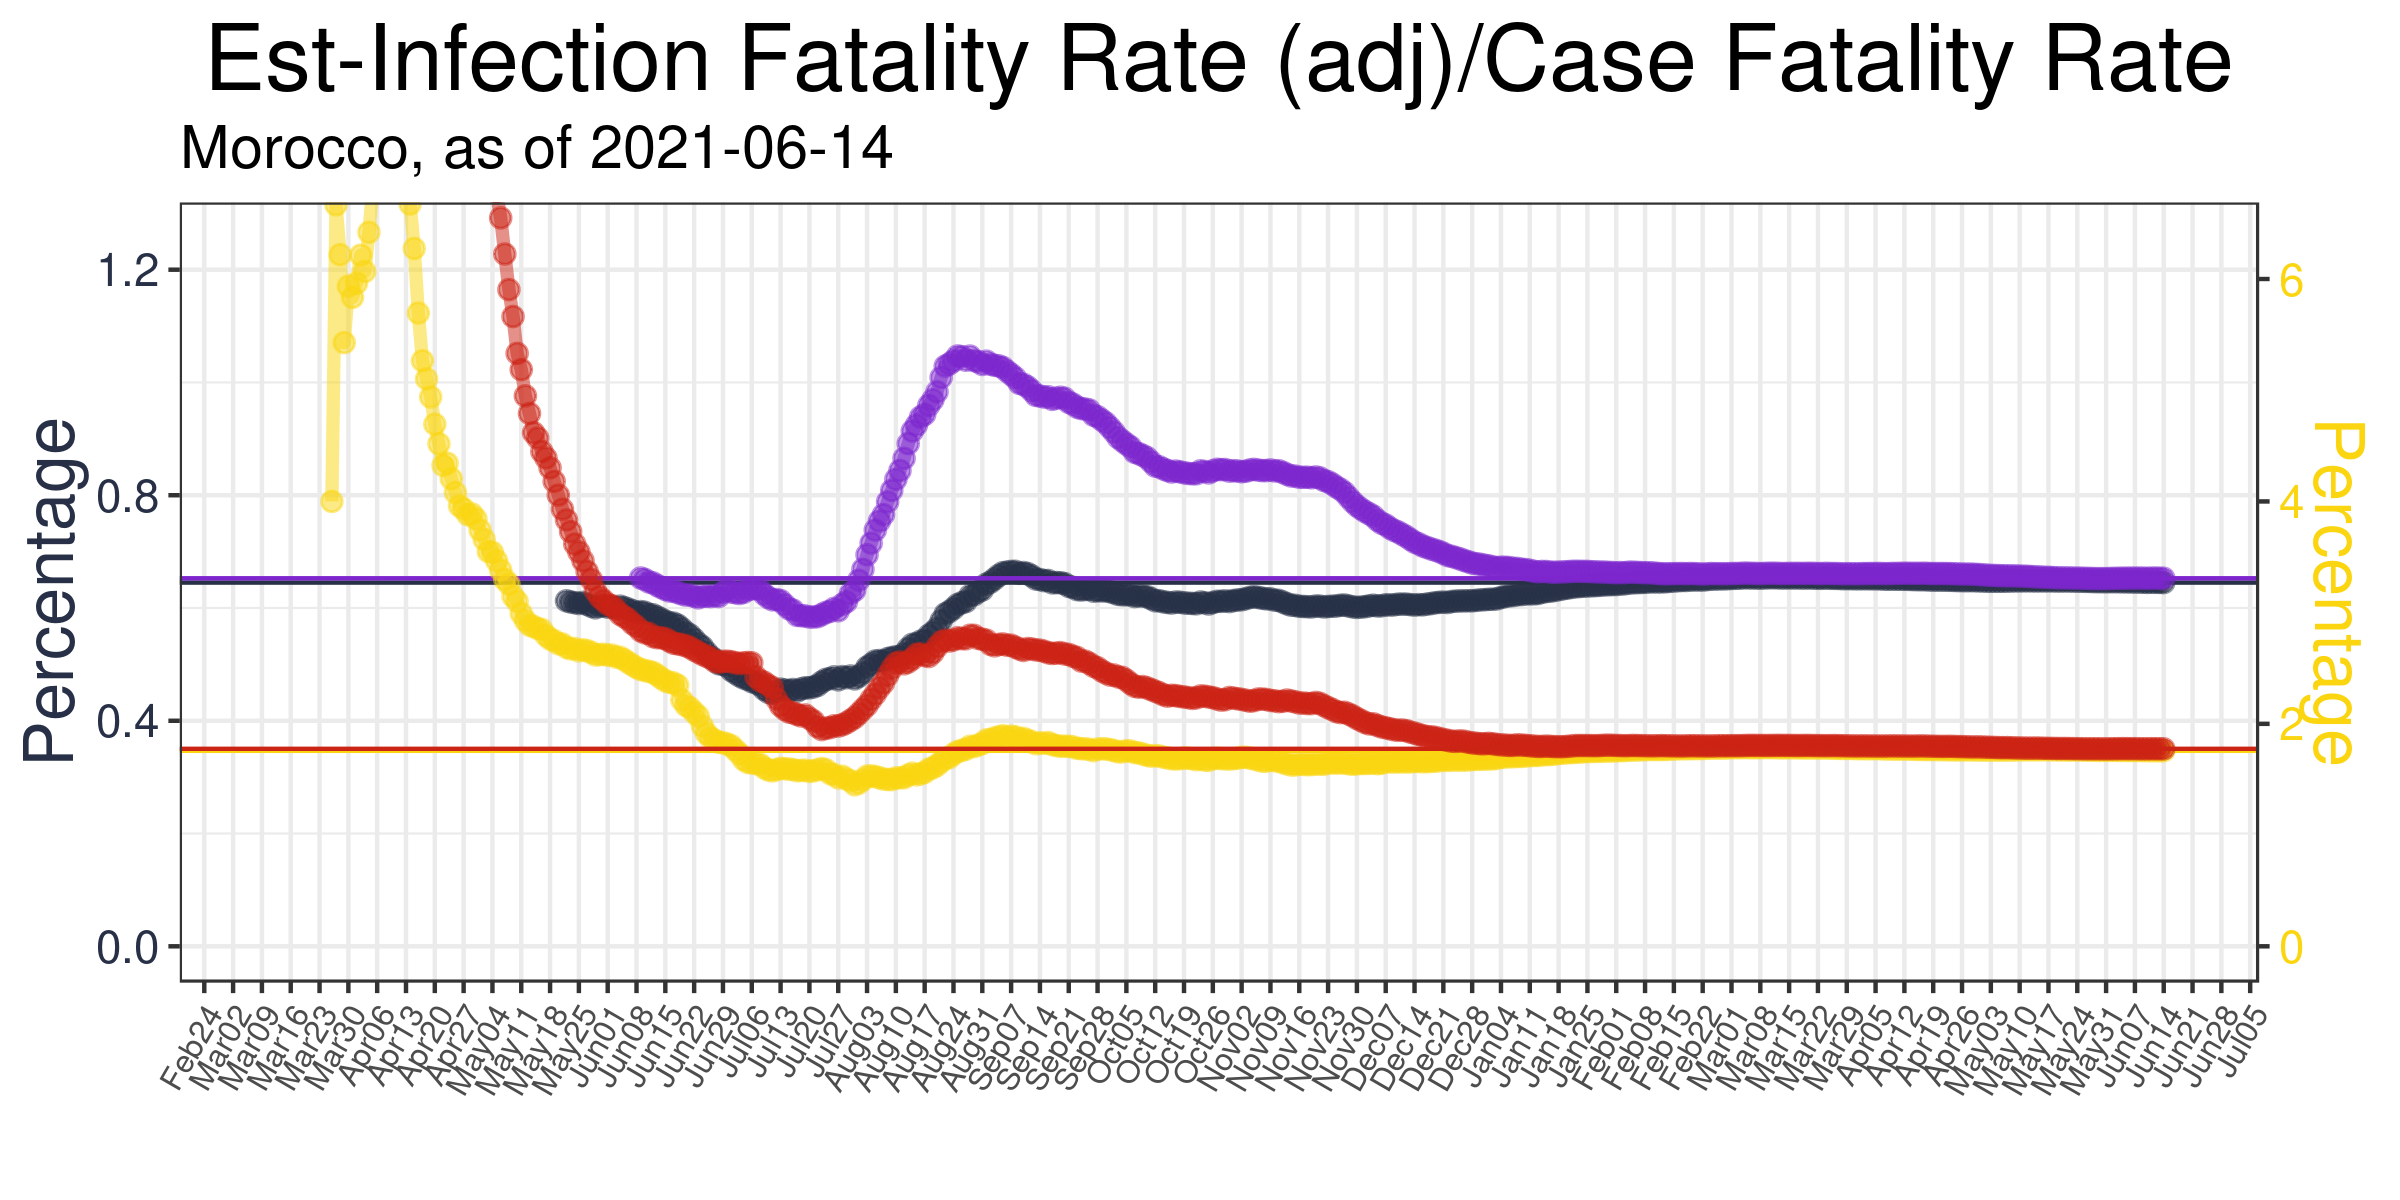 Est-Infection Fatality Rate (adj)/Case Fatality Rate
Morocco, as of 2021-06-14
Percentage
1.2
0.8
0.4
0.0
6
4
2
0
Percentage
Feb24
Mar02
Mar09
Mar16
Mar23
Mar30
Apr06
Apr13
Apr20
Apr27
May04
May11
May18
May25
Jun01
Jun08
Jun15
Jun22
Jun29
Jul06
Jul13
Jul20
Jul27
Aug03
Aug10
Aug17
Aug24
Aug31
Sep07
Sep14
Sep21
Sep28
Oct05
Oct12
Oct19
Oct26
Nov02
Nov09
Nov16
Nov23
Nov30
Dec07
Dec14
Dec21
Dec28
Jan04
Jan11
Jan18
Jan25
Feb01
Feb08
Feb15
Feb22
Mar01
Mar08
Mar15
Mar22
Mar29
Apr05
Apr12
Apr19
Apr26
May03
May10
May17
May24
May31
Jun07
Jun14
Jun21
Jun28
Jul05